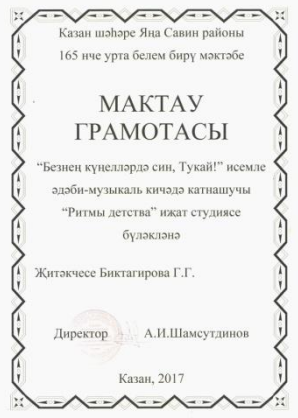 Казан шәһәре Яңа Савин районы
165 нче урта белем бирү мәктәбе
МАКТАУ
ГРАМОТАСЫ
“Безнең күңелләрдә син, Тукай!” исемле
әдәби-музыкаль кичәдә катнашучы
“Ритмы детства” иҗат студиясе
бүләкләнә
Җитәкчесе Биктагирова Г.Г.
Директор А.И.Шамсутдинов
Казан, 2017